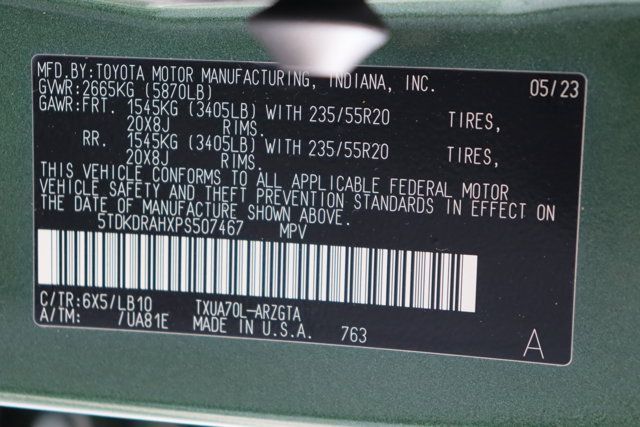 MFD.BY:TOYOTA MOTOR MANUFACTURING, INDIANA, INC. 05/23
GVWR:2665KG (5870LB)
GAWR:FRT. 1545KG (3405LB) WITH 235/55R20 TIRES,
20X8J RIMS.
RR. 1545KG (3405LB) WITH 235/55R20 TIRES,
20X8J RIMS.
THIS VEHICLE CONFORMS TO ALL APPLICABLE FEDERAL MOTOR
VEHICLE SAFETY AND THEFT PREVENTION STANDARDS IN EFFECT ON
THE DATE OF MANUFACTURE SHOWN ABOVE.
5TDKDRAHXPS507467 MPV
C/TR:6X5/LB10 TXUA70L-ARZGTA
A/TM: /UA81E MADE IN U.S.A. 763
A